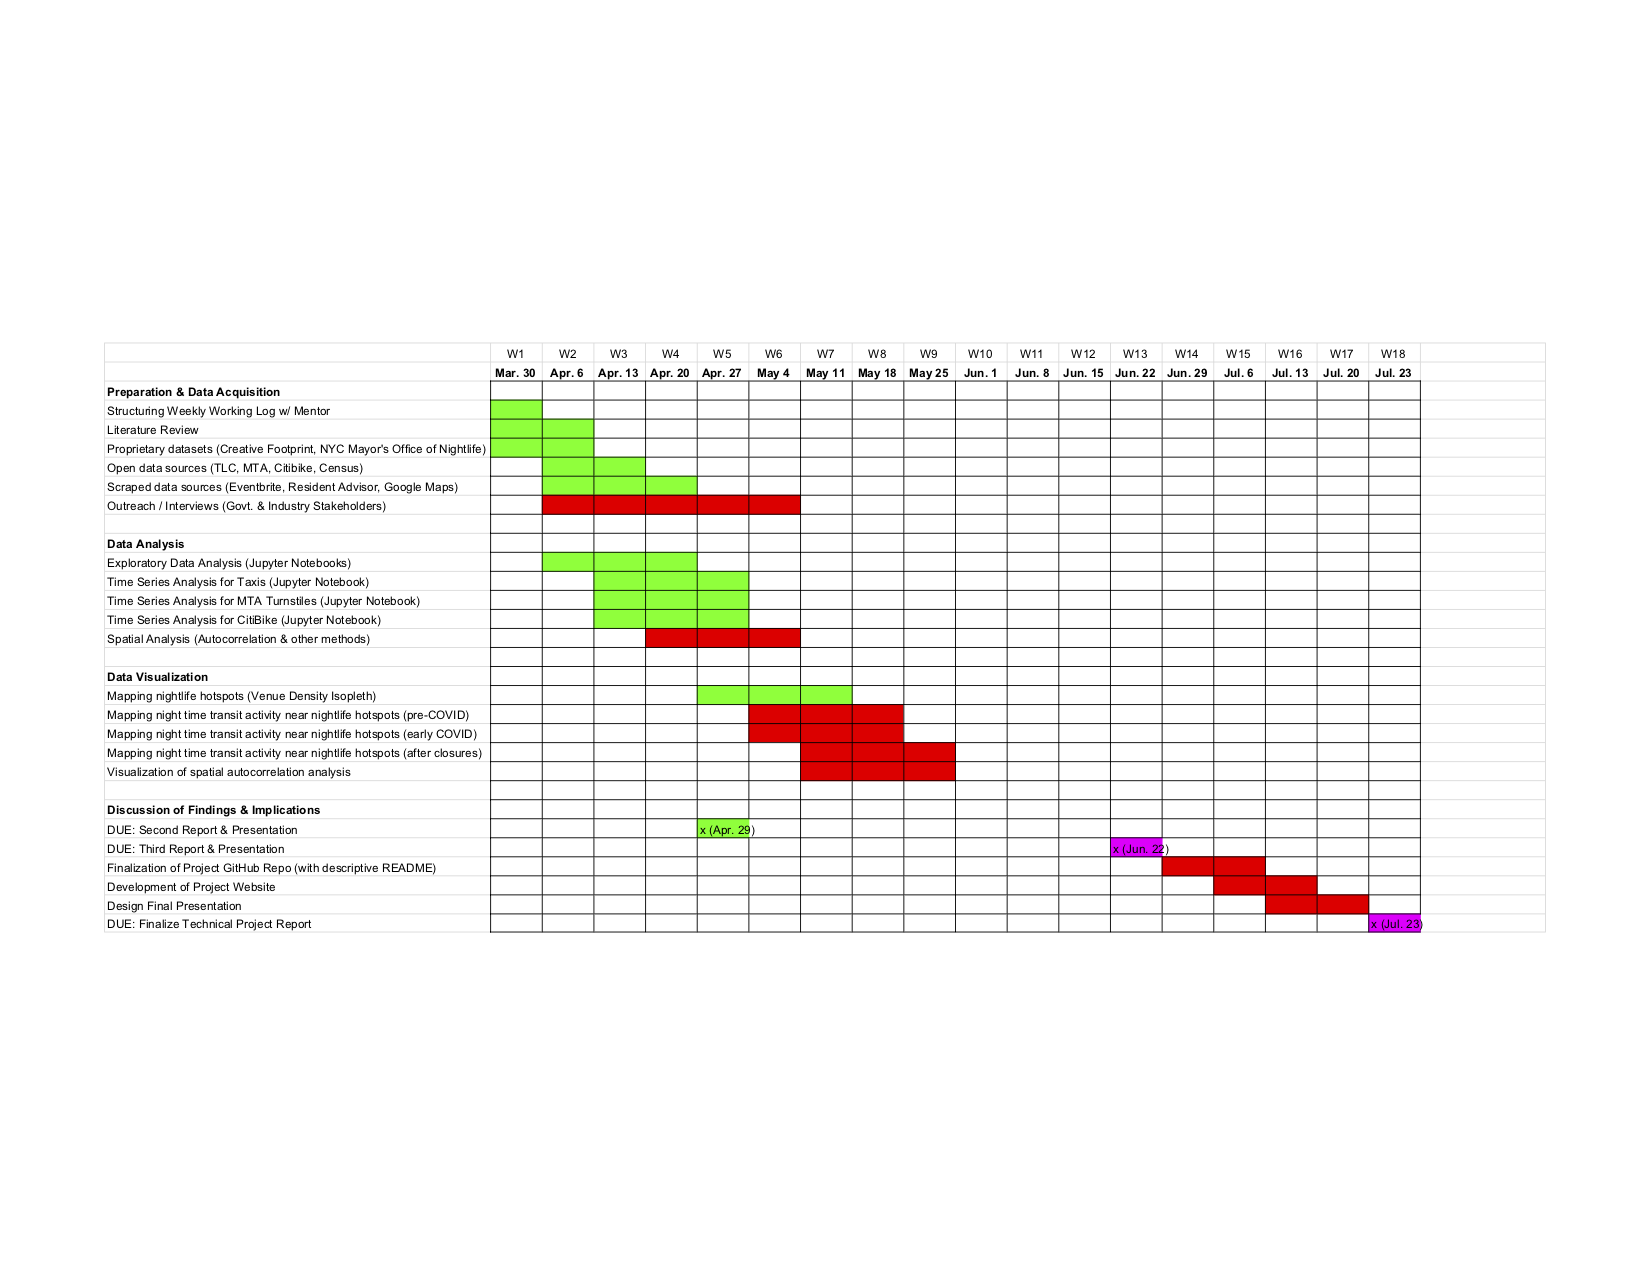 W1 W2 W3 W4 W5 W6 W7 W8 W9 W10 W11 W12 W13 W14 W15 W16 W17 W18
Mar. 30 Apr. 6 Apr. 13 Apr. 20 Apr. 27 May 4 May 11 May 18 May 25 Jun. 1 Jun. 8 Jun. 15 Jun. 22 Jun. 29 Jul. 6 Jul. 13 Jul. 20 Jul. 23
Preparation & Data Acquisition
Structuring Weekly Working Log w/ Mentor
Literature Review
Proprietary datasets (Creative Footprint, NYC Mayor's Office of Nightlife)
Open data sources (TLC, MTA, Citibike, Census)
Scraped data sources (Eventbrite, Resident Advisor, Google Maps)
Outreach / Interviews (Govt. & Industry Stakeholders)
Data Analysis
Exploratory Data Analysis (Jupyter Notebooks)
Time Series Analysis for Taxis (Jupyter Notebook)
Time Series Analysis for MTA Turnstiles (Jupyter Notebook)
Time Series Analysis for CitiBike (Jupyter Notebook)
Spatial Analysis (Autocorrelation & other methods)
Data Visualization
Mapping nightlife hotspots (Venue Density Isopleth)
Mapping night time transit activity near nightlife hotspots (pre-COVID)
Mapping night time transit activity near nightlife hotspots (early COVID)
Mapping night time transit activity near nightlife hotspots (after closures)
Visualization of spatial autocorrelation analysis
Discussion of Findings & Implications
DUE: Second Report & Presentation x (Apr. 29)
DUE: Third Report & Presentation x (Jun. 22)
Finalization of Project GitHub Repo (with descriptive README)
Development of Project Website
Design Final Presentation
DUE: Finalize Technical Project Report x (Jul. 23)